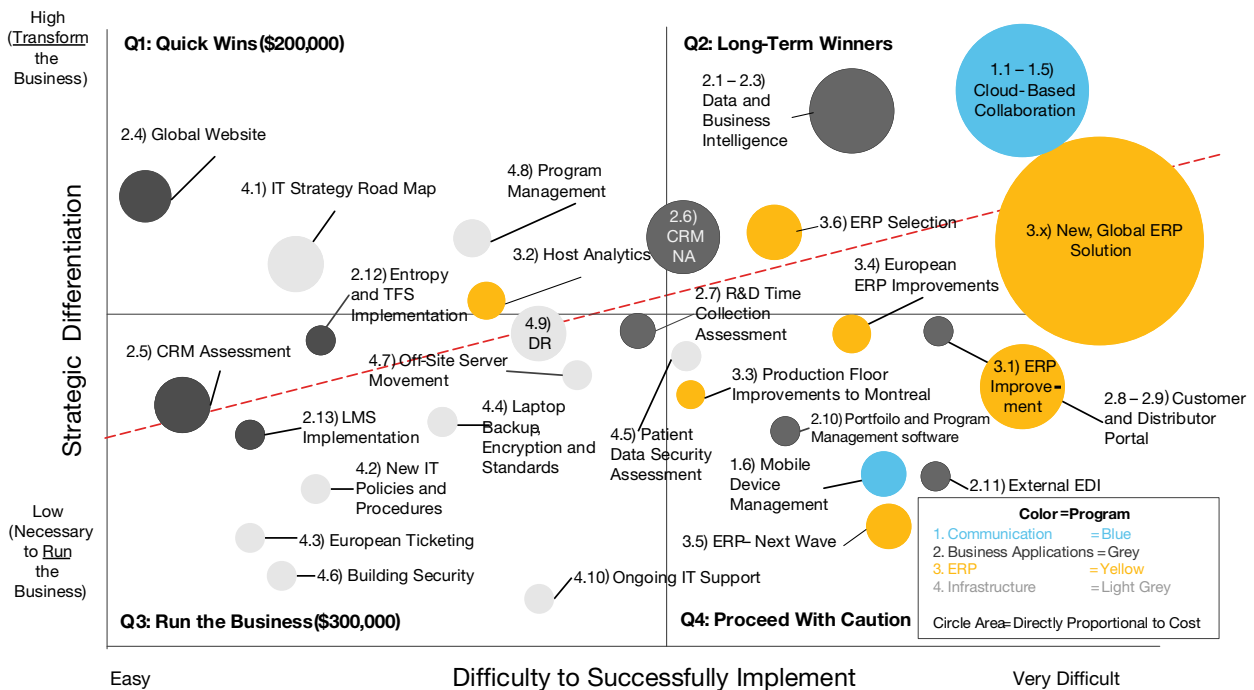 High
(Transform
the
Business)
Q1: Quick Wins ($200,000)
Q2: Long-Term Winners
2.1 – 2.3)
Data and
Business
Intelligence
1.1 – 1.5)
Cloud-Based
Collaboration
2.4) Global Website
4.1) IT Strategy Road Map
4.8) Program
Management
2.6)
CRM
NA
3.6) ERP Selection
3.x) New, Global ERP
Solution
3.2) Host Analytics
3.4) European
ERP Improvements
2.12) Entropy
and TFS
Implementation
2.7) R&D Time
Collection
Assessment
4.9)
DR
2.5) CRM Assessment
4.7) Off-Site Server
Movement
3.3) Production Floor
Improvements to Montreal
3.1) ERP
Improve-
ment
2.8 – 2.9) Customer
and Distributor
Portal
2.13) LMS
Implementation
4.4) Laptop
Backup,
Encryption and
Standards
4.5) Patient
Data Security
Assessment
2.10) Portfoilo and Program
Management software
4.2) New IT
Policies and
Procedures
1.6) Mobile
Device
Management
2.11) External EDI
4.3) European Ticketing
3.5) ERP– Next Wave
4.6) Building Security
4.10) Ongoing IT Support
Q3: Run the Business ($300,000)
Q4: Proceed With Caution
Color=Program
1. Communication = Blue
2. Business Applications = Grey
3. ERP = Yellow
4. Infrastructure = Light Grey
Circle Area= Directly Proportional to Cost
Strategic Differentiation
Low
(Necessary
to Run
the
Business)
Easy
Difficulty to Successfully Implement
Very Difficult